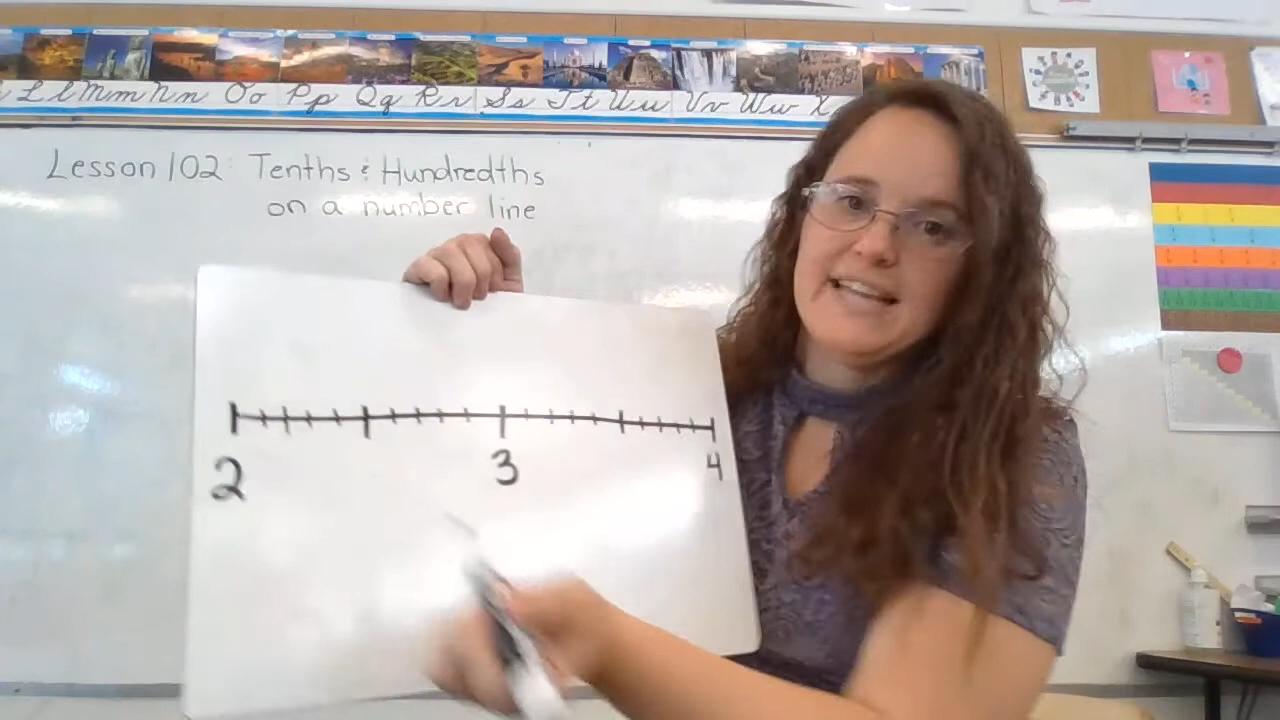 Ll Mm Nn Oo Pp Qq Rr Ss Tt Uu Vv Ww X
Lesson 102: Tenths & Hundredths
on a number line
2 3 4